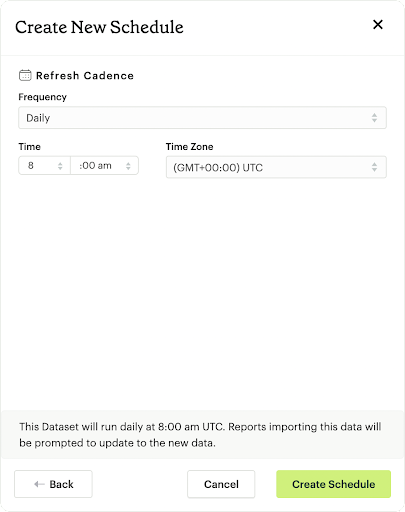 Create New Schedule
Refresh Cadence
Frequency
Daily
Time Time Zone
8 :00 am (GMT+00:00) UTC
This Dataset will run daily at 8:00 am UTC. Reports importing this data will
be prompted to update to the new data.
Back Cancel Create Schedule